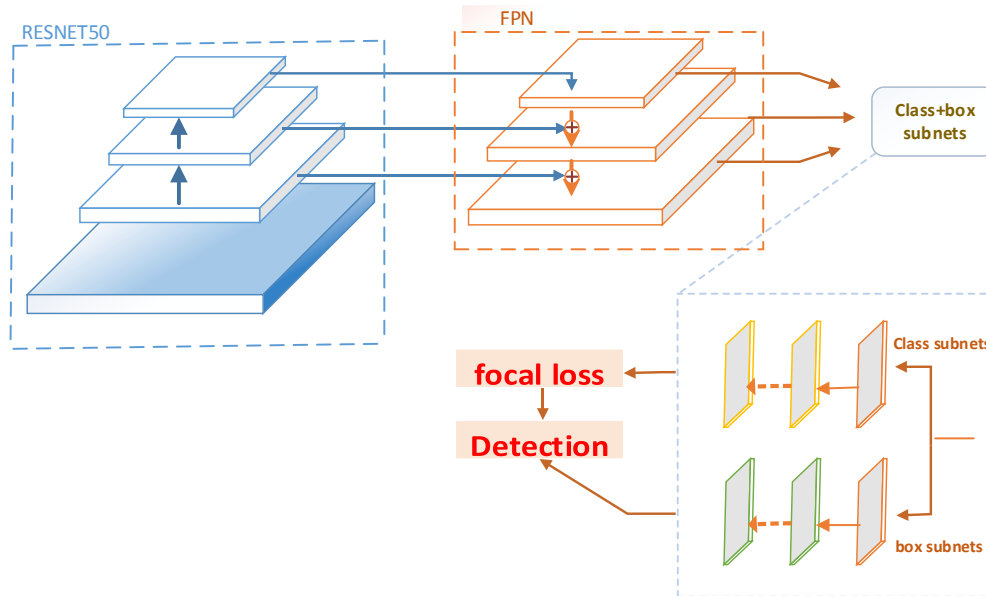 RESNET50
FPN
Class+box
subnets
Class subnets
focal loss
Detection
box subnets